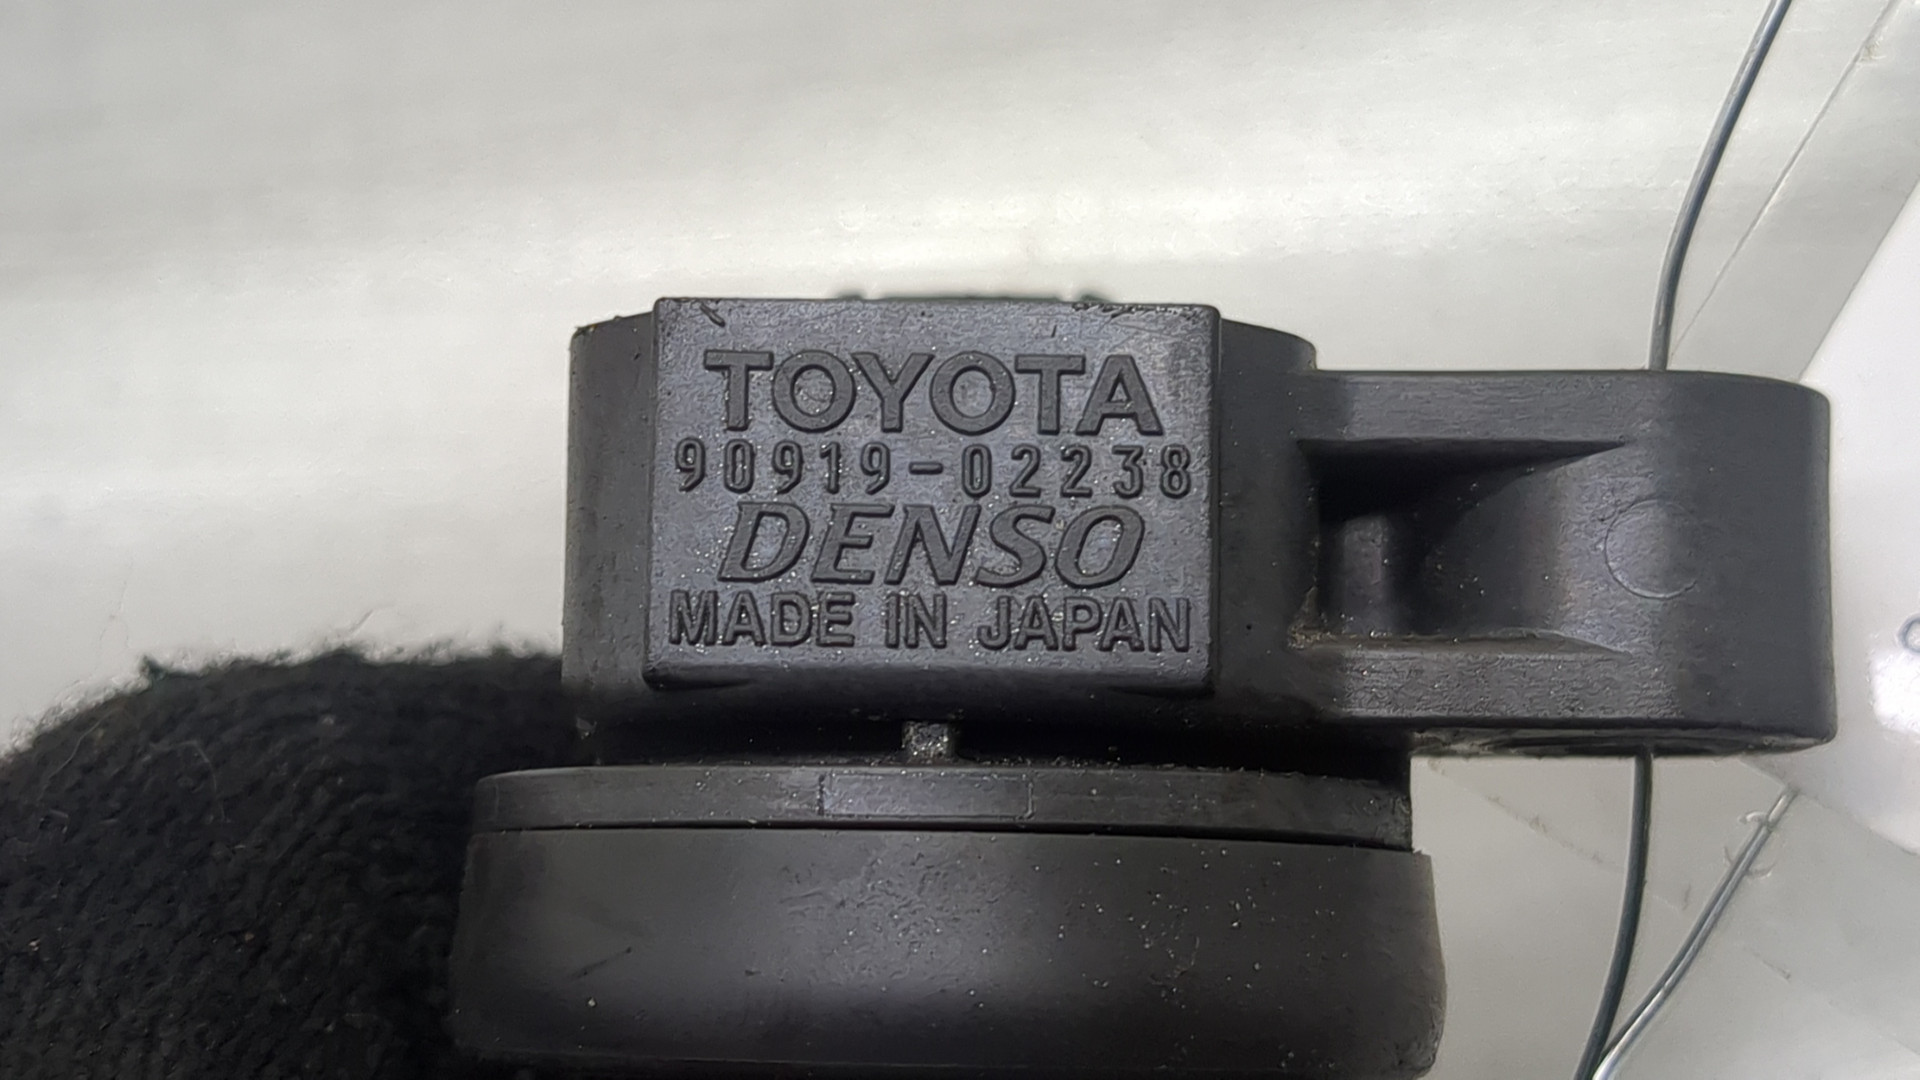 TOYOTA
90919-02238
DENSO
MADE IN JAPAN